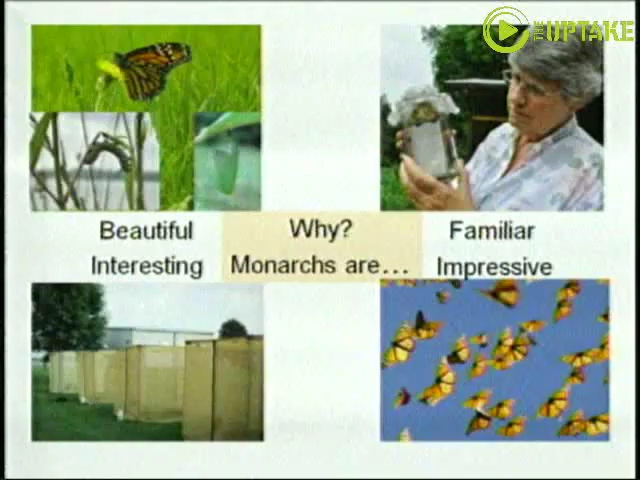 THE UPTAKE
Beautiful
Why?
Familiar
Interesting
Monarchs are...
Impressive